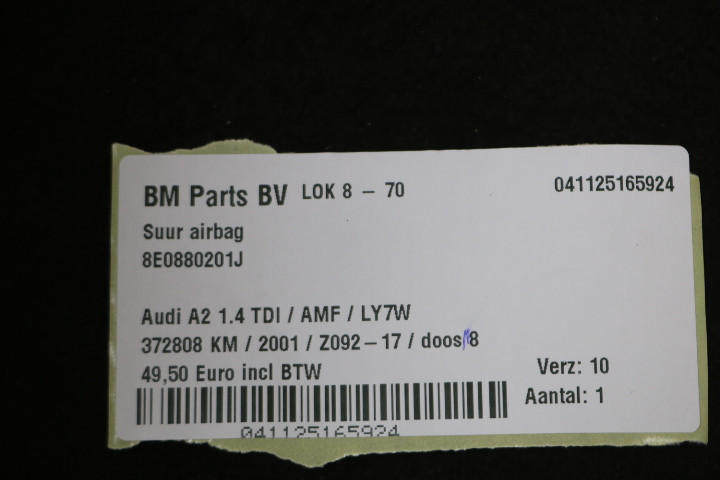 BM Parts BV LOK 8 - 70 041125165924
Suur airbag
8E0880201J
Audi A2 1.4 TDI / AMF / LY7W
372808 KM / 2001 / Z092-17 / doos 8
49,50 Euro incl BTW
Verz: 10
Aantal: 1
041125165924